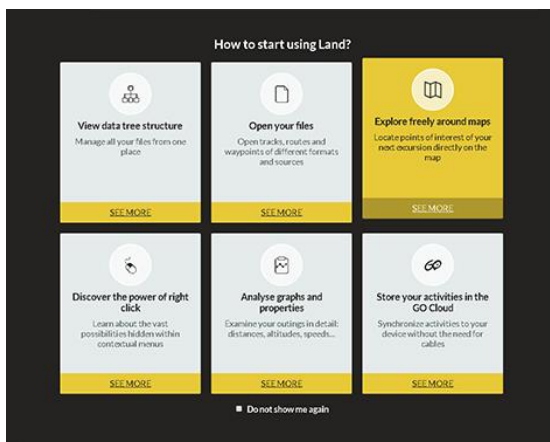 How to start using Land?
View data tree structure
Manage all your files from one
place
SEE MORE
Open your files
Open tracks, routes and
waypoints of different formats
and sources
SEE MORE
Explore freely around maps
Locate points of interest of your
next excursion directly on the
map
SEE MORE
Discover the power of right
click
Learn about the vast
possibilities hidden within
contextual menus
SEE MORE
Analyse graphs and
properties
Examine your outings in detail:
distances, altitudes, speeds...
SEE MORE
GO
Store your activities in the
GO Cloud
Synchronize activities to your
device without the need for
cables
SEE MORE
Do not show me again